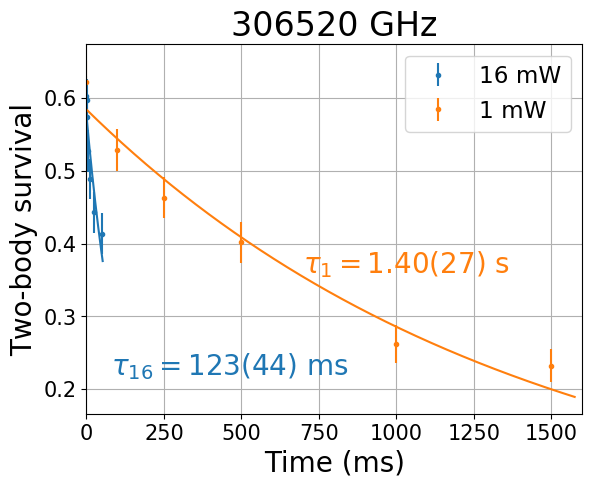 306520 GHz
16 mW
1 mW
Two-body survival
0.6
0.5
0.4
0.3
0.2
τ₁ = 1.40(27) s
τ₁₆ = 123(44) ms
0 250 500 750 1000 1250 1500
Time (ms)